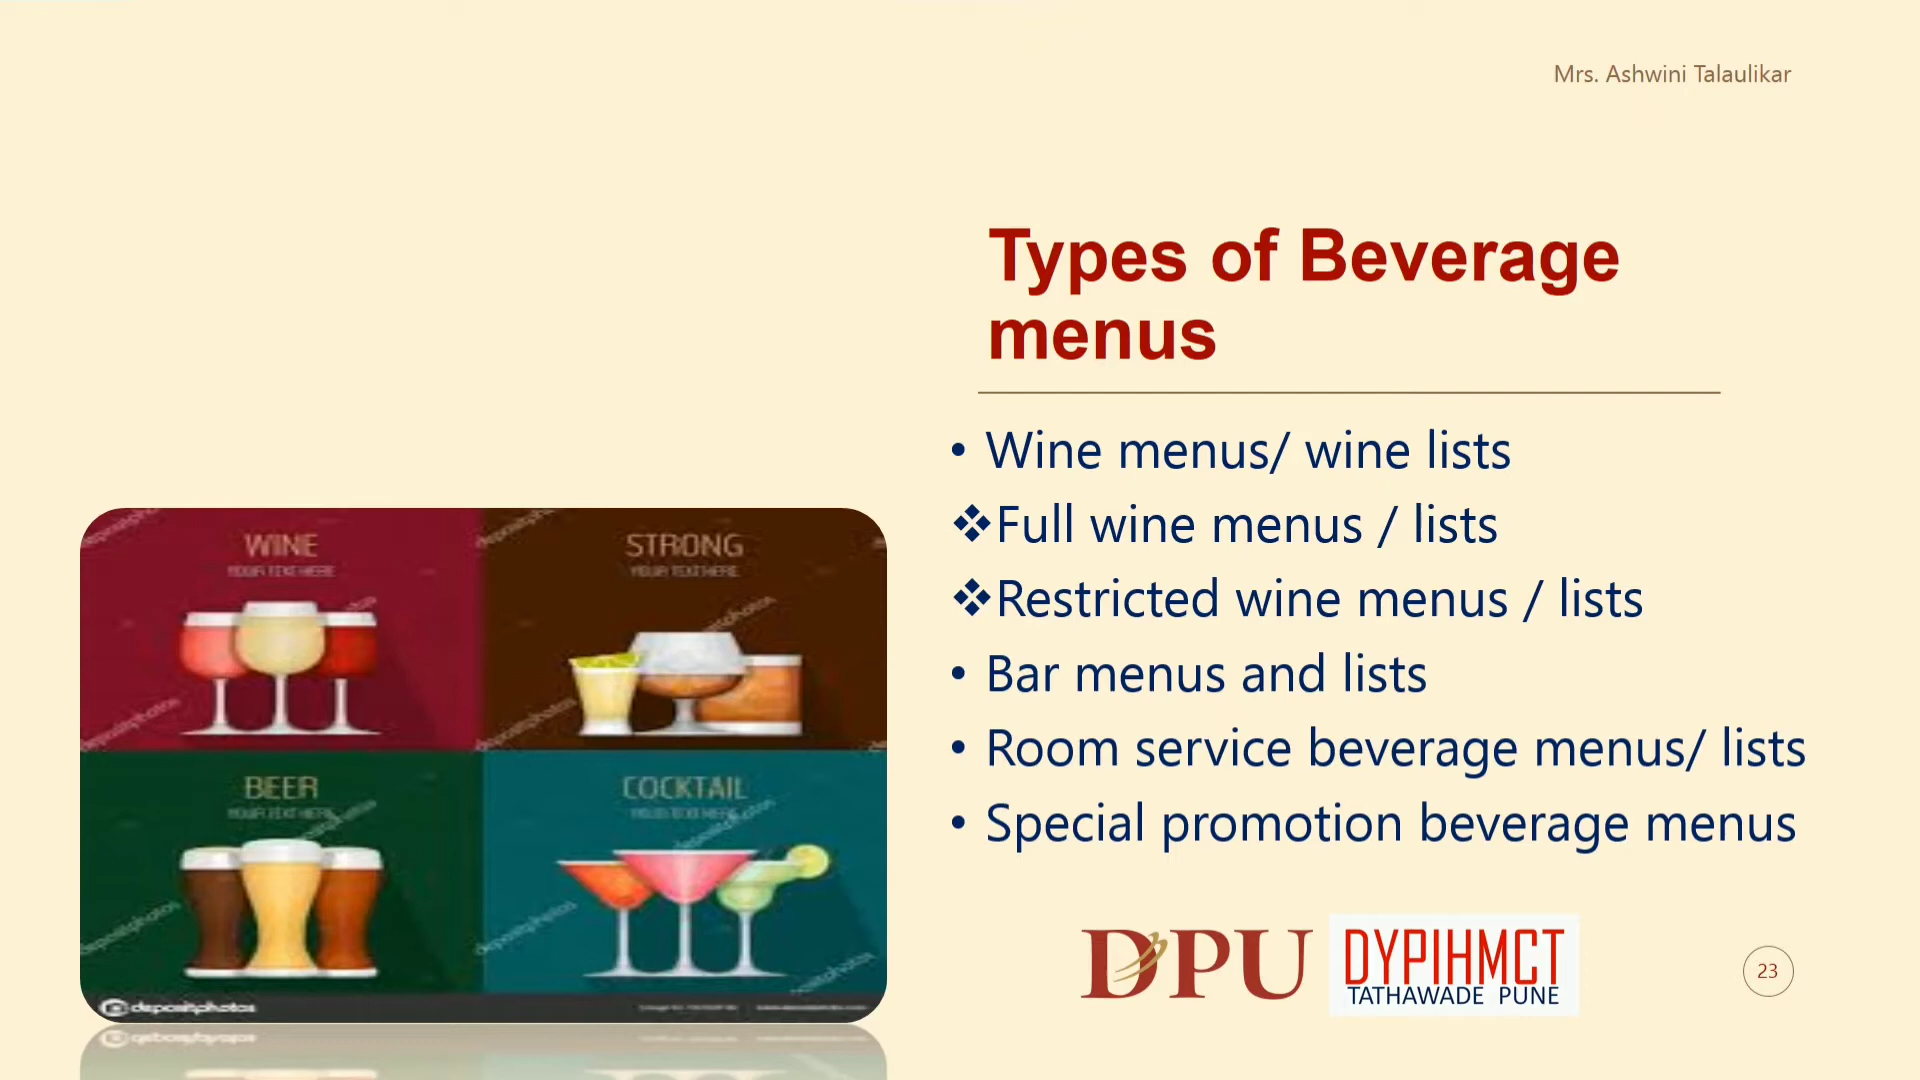 Mrs. Ashwini Talaulikar
Types of Beverage
menus
• Wine menus/ wine lists
❖Full wine menus / lists
❖Restricted wine menus / lists
• Bar menus and lists
• Room service beverage menus/ lists
• Special promotion beverage menus
WINE
YOUR TEXT HERE
STRONG
YOUR TEXT HERE
BEER
YOUR TEXT HERE
COCKTAIL
YOUR TEXT HERE
depositphotos
DPU
DYPIHMCT
TATHAWADE PUNE
23